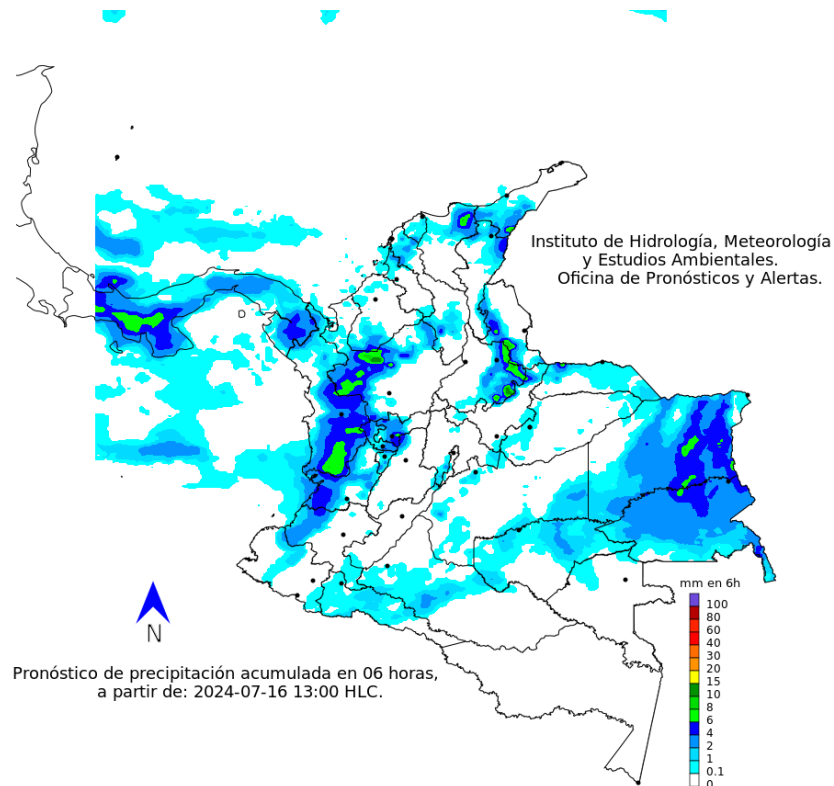 Instituto de Hidrología, Meteorología
y Estudios Ambientales.
Oficina de Pronósticos y Alertas.
N
Pronóstico de precipitación acumulada en 06 horas,
a partir de: 2024-07-16 13:00 HLC.
mm en 6h
100
80
60
40
30
20
15
10
8
6
4
2
1
0.1
0